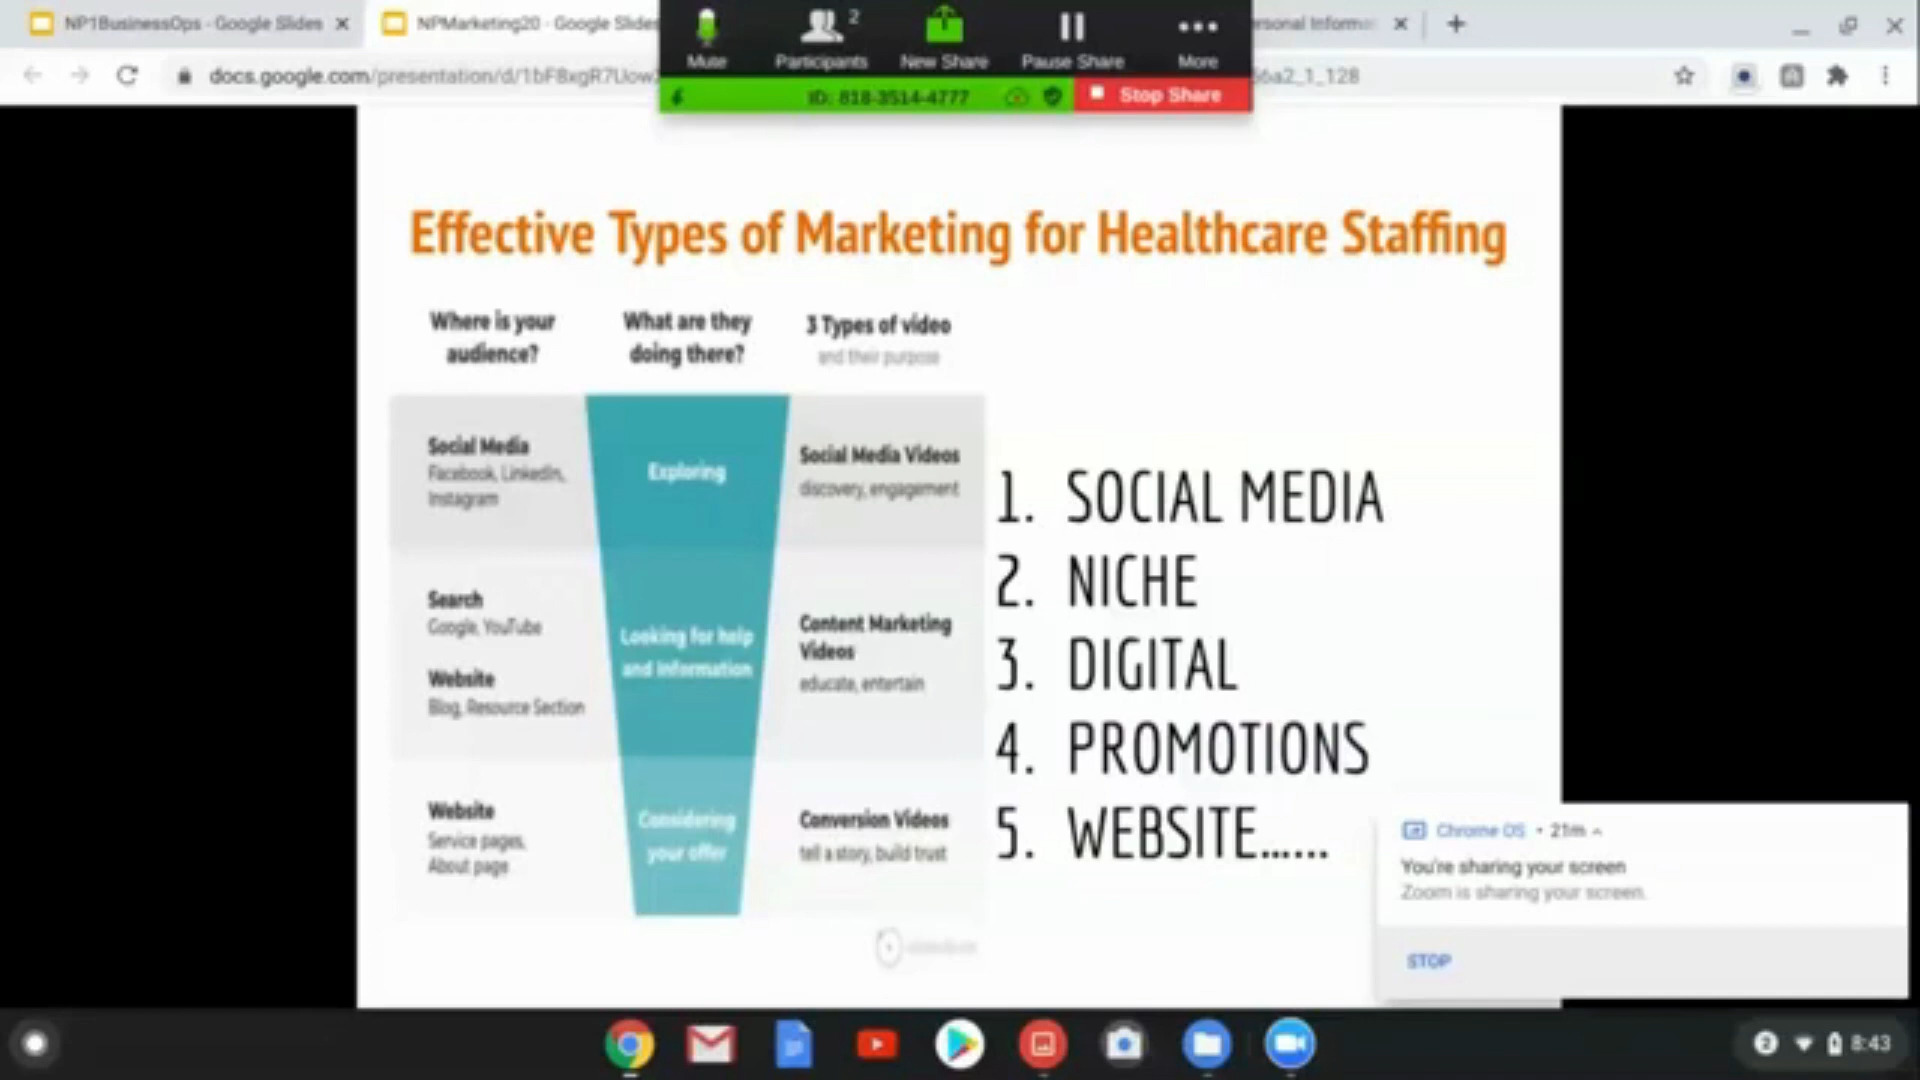 NP1BusinessOps - Google Slides
NPMarketing20 - Google Slides
Mute
Participants
2
New Share
Pause Share
More
docs.google.com/presentation/d/1bF8xgR7Uow
6a2_1_128
ID: 818-3514-4777
Stop Share
Effective Types of Marketing for Healthcare Staffing
Where is your
audience?
What are they
doing there?
3 Types of video
and their purpose
Social Media
Facebook, LinkedIn,
Instagram
Exploring
Social Media Videos
discovery, engagement
Search
Google, YouTube
Website
Blog, Resource Section
Looking for help
and information
Content Marketing
Videos
educate, entertain
Website
Service pages,
About page
Considering
your offer
Conversion Videos
tell a story, build trust
1. SOCIAL MEDIA
2. NICHE
3. DIGITAL
4. PROMOTIONS
5. WEBSITE......
Chrome OS • 21m
You're sharing your screen
Zoom is sharing your screen.
STOP
2
8:43